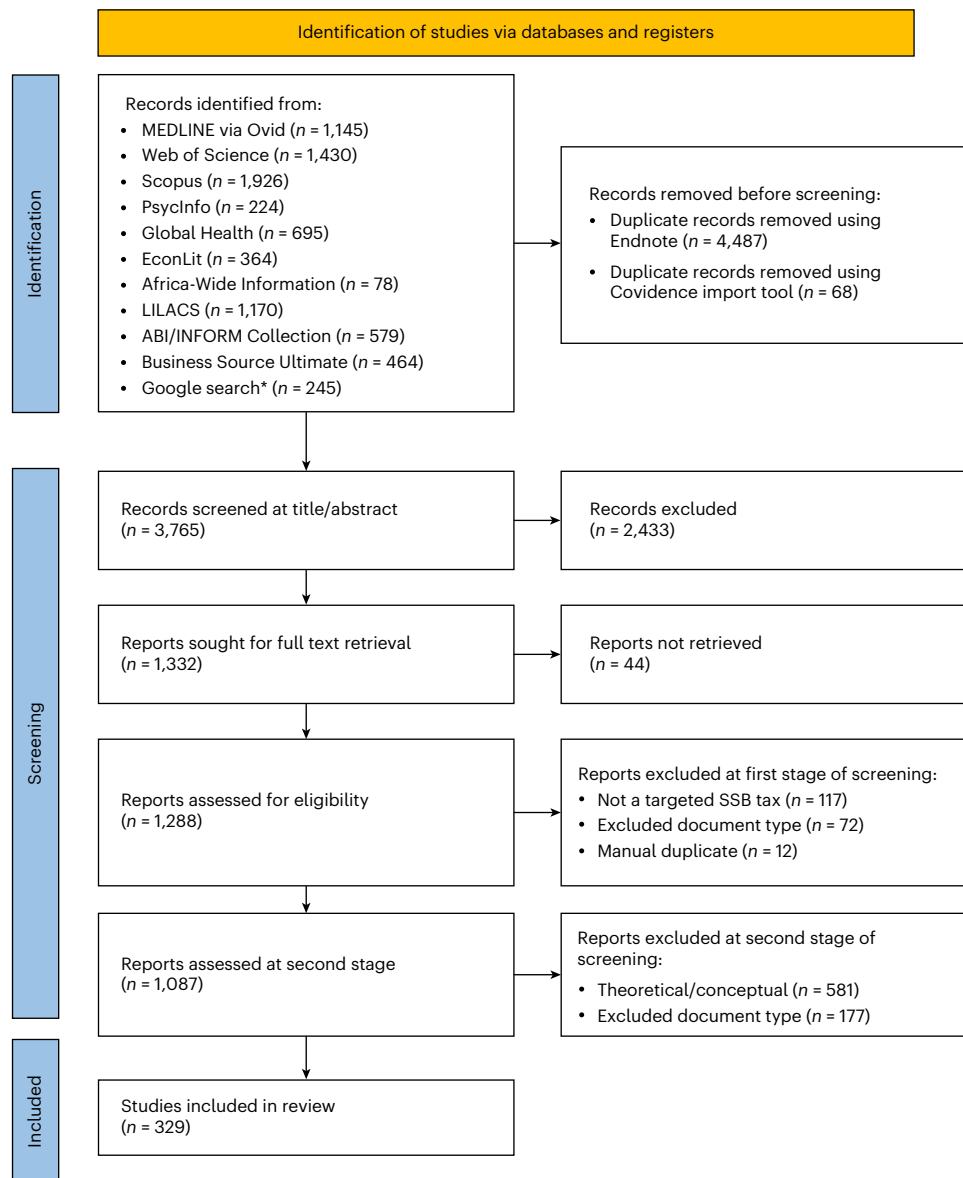 Identification of studies via databases and registers
Identification
Records identified from:
• MEDLINE via Ovid (n = 1,145)
• Web of Science (n = 1,430)
• Scopus (n = 1,926)
• PsycInfo (n = 224)
• Global Health (n = 695)
• EconLit (n = 364)
• Africa-Wide Information (n = 78)
• LILACS (n = 1,170)
• ABI/INFORM Collection (n = 579)
• Business Source Ultimate (n = 464)
• Google search* (n = 245)
Records removed before screening:
• Duplicate records removed using
Endnote (n = 4,487)
• Duplicate records removed using
Covidence import tool (n = 68)
Screening
Records screened at title/abstract
(n = 3,765)
Records excluded
(n = 2,433)
Reports sought for full text retrieval
(n = 1,332)
Reports not retrieved
(n = 44)
Reports assessed for eligibility
(n = 1,288)
Reports excluded at first stage of screening:
• Not a targeted SSB tax (n = 117)
• Excluded document type (n = 72)
• Manual duplicate (n = 12)
Reports assessed at second stage
(n = 1,087)
Reports excluded at second stage of
screening:
• Theoretical/conceptual (n = 581)
• Excluded document type (n = 177)
Included
Studies included in review
(n = 329)